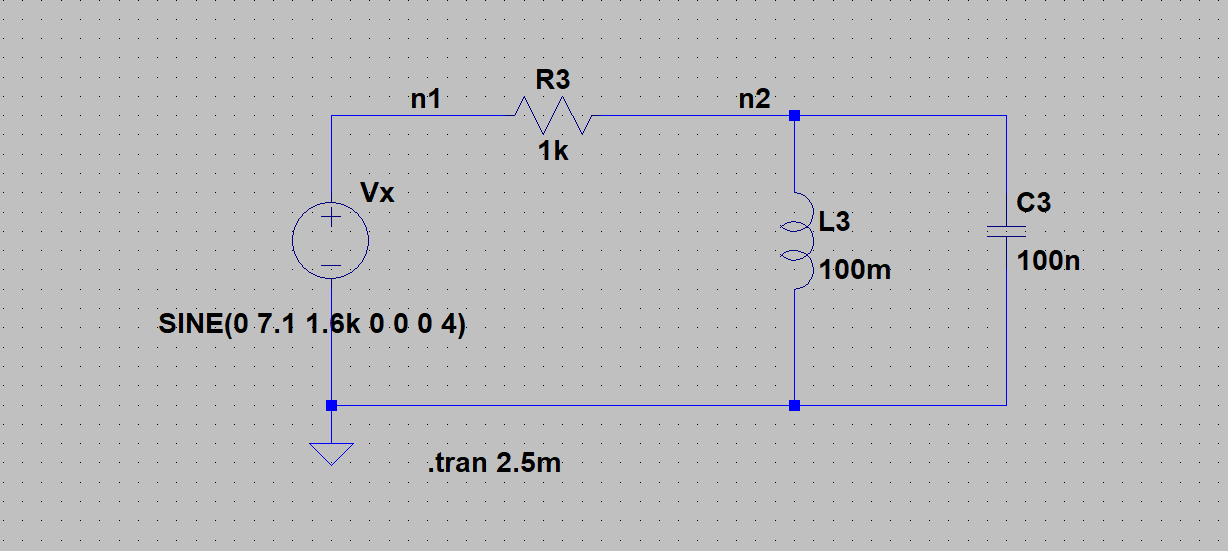 R3
n1
n2
1k
Vx
C3
L3
100n
100m
SINE(0 7.1 1.6k 0 0 0 4)
.tran 2.5m